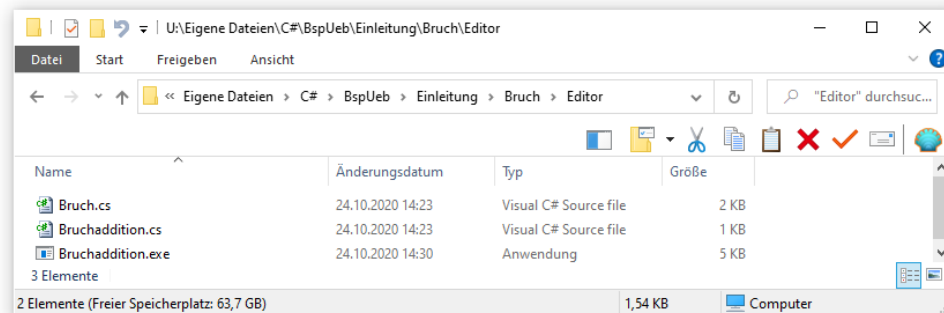 U:\Eigene Dateien\C#\BspUeb\Einleitung\Bruch\Editor
Datei Start Freigeben Ansicht
« Eigene Dateien > C# > BspUeb > Einleitung > Bruch > Editor "Editor" durchsuc...
Name Änderungsdatum Typ Größe
Bruch.cs 24.10.2020 14:23 Visual C# Source file 2 KB
Bruchaddition.cs 24.10.2020 14:23 Visual C# Source file 1 KB
Bruchaddition.exe 24.10.2020 14:30 Anwendung 5 KB
3 Elemente
2 Elemente (Freier Speicherplatz: 63,7 GB) 1,54 KB Computer